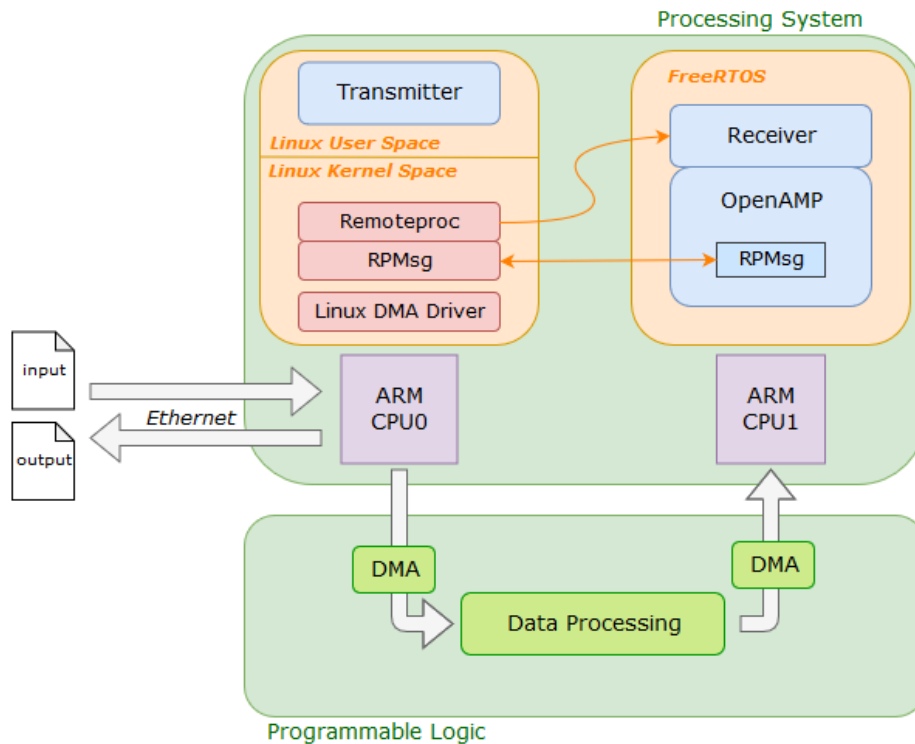 Processing System
Transmitter
Linux User Space
Linux Kernel Space
Remoteproc
RPMsg
Linux DMA Driver
FreeRTOS
Receiver
OpenAMP
RPMsg
input
Ethernet
output
ARM
CPU0
ARM
CPU1
DMA
DMA
Data Processing
Programmable Logic